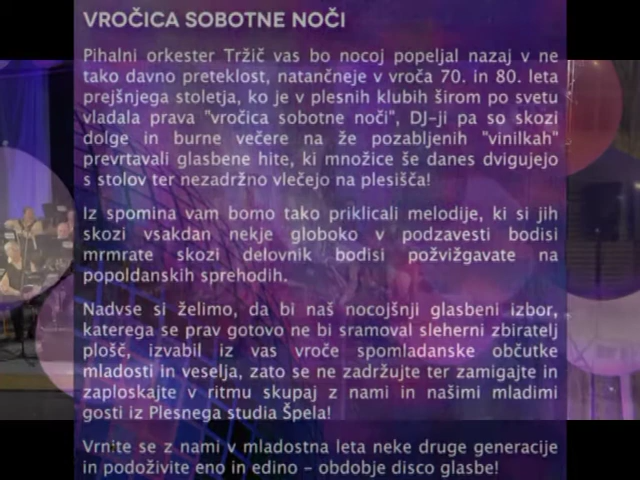 VROČICA SOBOTNE NOČI
Pihalni orkester Tržič vas bo nocoj popeljal nazaj v ne
tako davno preteklost, natančneje v vroča 70. in 80. leta
prejšnjega stoletja, ko je v plesnih klubih širom po svetu
vladala prava "vročica sobotne noči", DJ-ji pa so skozi
dolge in burne večere na že pozabljenih "vinilkah"
prevrtavali glasbene hite, ki množice še danes dvigujejo
s stolov ter nezadržno vlečejo na plesišča!
Iz spomina vam bomo tako priklicali melodije, ki si jih
skozi vsakdan nekje globoko v podzavesti bodisi
mrmrate skozi delovnik bodisi požvižgavate na
popoldanskih sprehodih.
Nadvse si želimo, da bi naš nocojšnji glasbeni izbor,
katerega se prav gotovo ne bi sramoval sleherni zbiratelj
plošč, izvabil iz vas vroče spomladanske občutke
mladosti in veselja, zato se ne zadržujte ter zamigajte in
zaploskajte v ritmu skupaj z nami in našimi mladimi
gosti iz Plesnega studia Špela!
Vrnite se z nami v mladostna leta neke druge generacije
in podoživite eno in edino – obdobje disco glasbe!